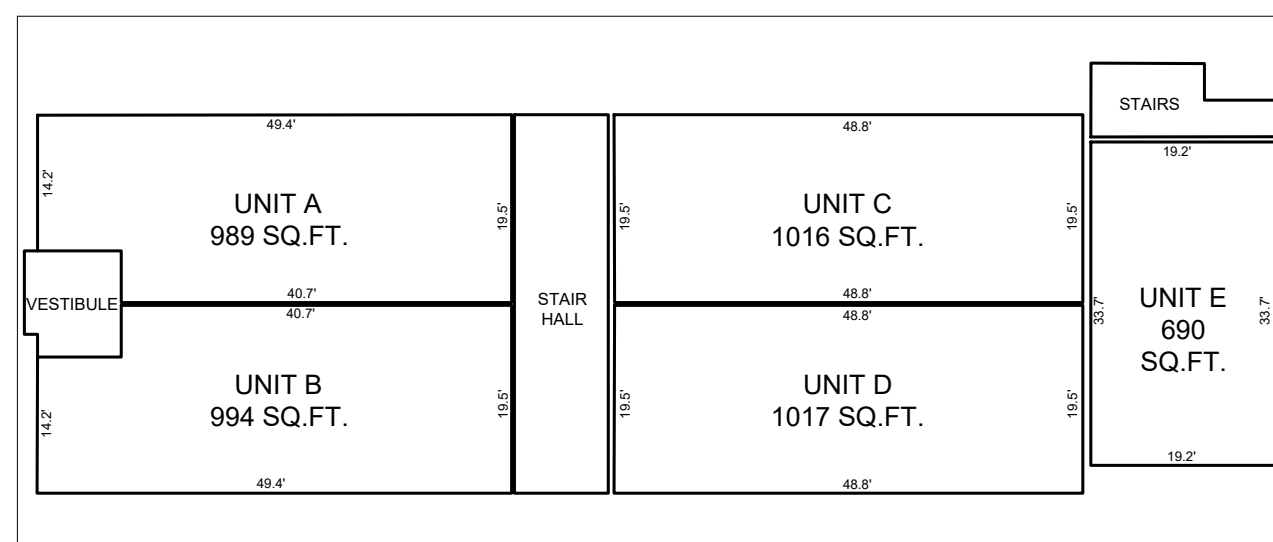 STAIRS
49.4'
48.8'
19.2'
14.2'
UNIT A
989 SQ.FT.
19.5'
19.5'
UNIT C
1016 SQ.FT.
19.5'
VESTIBULE
40.7'
40.7'
STAIR
HALL
48.8'
48.8'
33.7'
UNIT E
690
SQ.FT.
33.7'
14.2'
UNIT B
994 SQ.FT.
19.5'
19.5'
UNIT D
1017 SQ.FT.
19.5'
49.4'
48.8'
19.2'